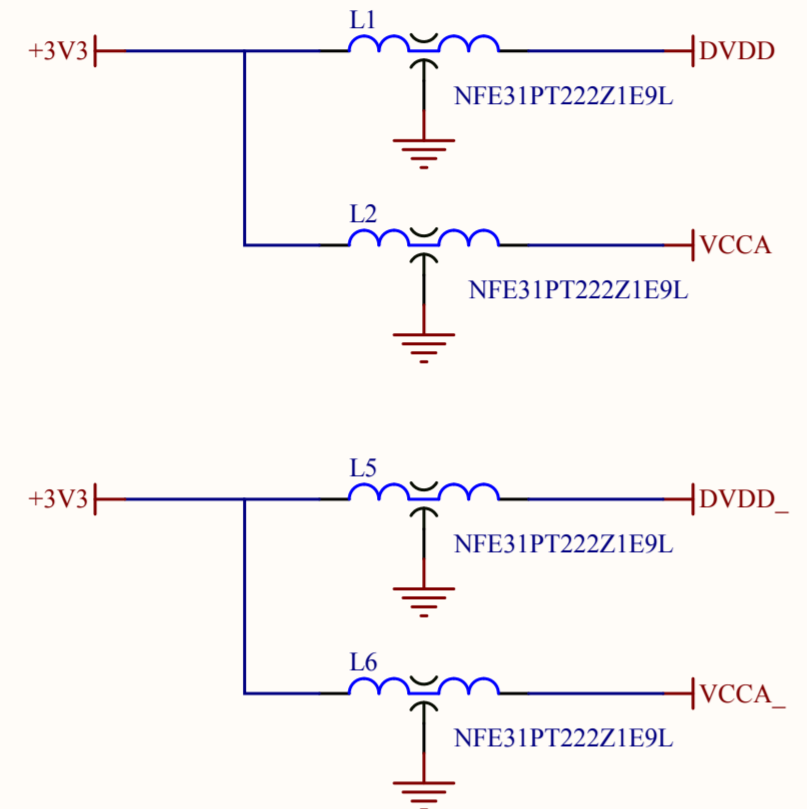 L1
+3V3
DVDD
NFE31PT222Z1E9L
L2
VCCA
NFE31PT222Z1E9L
L5
+3V3
DVDD_
NFE31PT222Z1E9L
L6
VCCA_
NFE31PT222Z1E9L